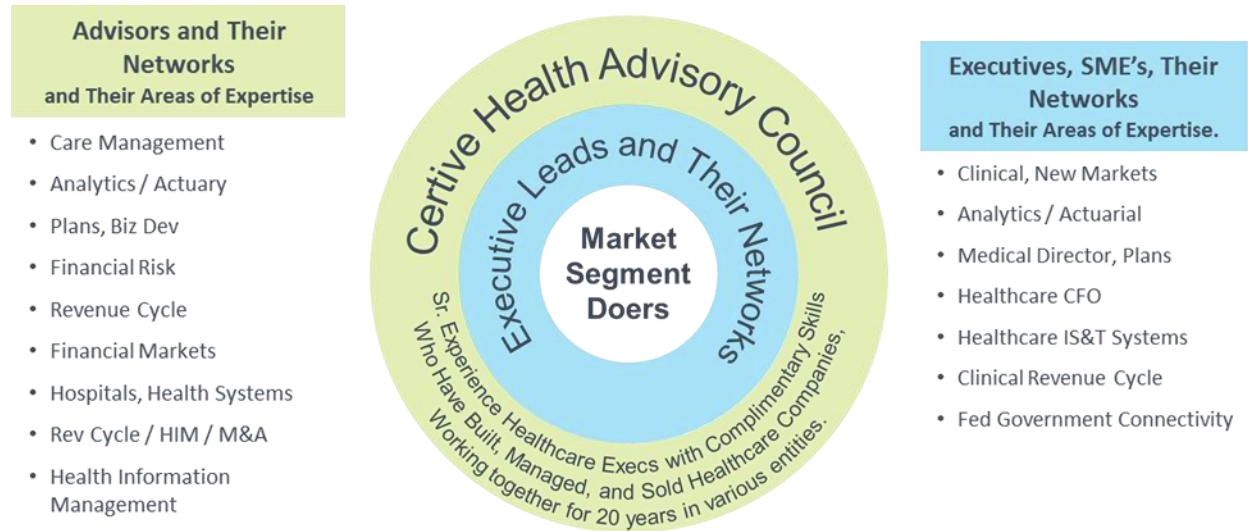 Advisors and Their
Networks
and Their Areas of Expertise
• Care Management
• Analytics / Actuary
• Plans, Biz Dev
• Financial Risk
• Revenue Cycle
• Financial Markets
• Hospitals, Health Systems
• Rev Cycle / HIM / M&A
• Health Information
Management
Certive Health Advisory Council
Executive Leads and Their Networks
Market
Segment
Doers
Sr. Experience Healthcare Execs with Complimentary Skills
Who Have Built, Managed, and Sold Healthcare Companies,
Working together for 20 years in various entities.
Executives, SME's, Their
Networks
and Their Areas of Expertise.
• Clinical, New Markets
• Analytics / Actuarial
• Medical Director, Plans
• Healthcare CFO
• Healthcare IS&T Systems
• Clinical Revenue Cycle
• Fed Government Connectivity